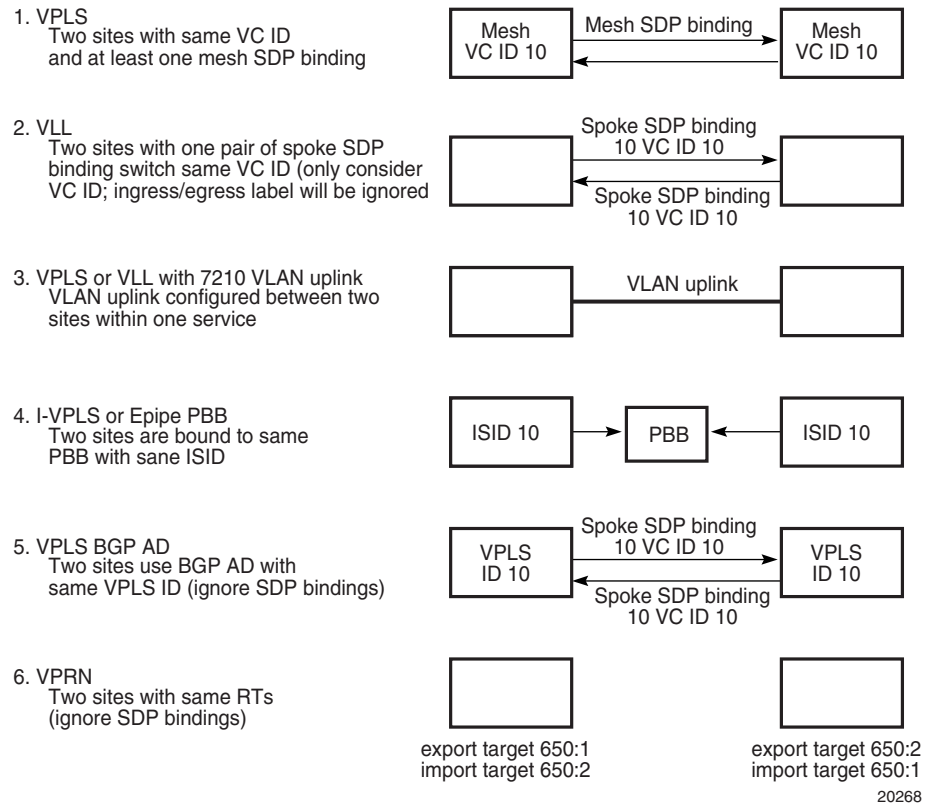 1. VPLS
Two sites with same VC ID
and at least one mesh SDP binding
Mesh
VC ID 10
Mesh SDP binding
Mesh
VC ID 10
2. VLL
Two sites with one pair of spoke SDP
binding switch same VC ID (only consider
VC ID; ingress/egress label will be ignored
Spoke SDP binding
10 VC ID 10
Spoke SDP binding
10 VC ID 10
3. VPLS or VLL with 7210 VLAN uplink
VLAN uplink configured between two
sites within one service
VLAN uplink
4. I-VPLS or Epipe PBB
Two sites are bound to same
PBB with sane ISID
ISID 10
PBB
ISID 10
5. VPLS BGP AD
Two sites use BGP AD with
same VPLS ID (ignore SDP bindings)
VPLS
ID 10
Spoke SDP binding
10 VC ID 10
Spoke SDP binding
10 VC ID 10
VPLS
ID 10
6. VPRN
Two sites with same RTs
(ignore SDP bindings)
export target 650:1
import target 650:2
export target 650:2
import target 650:1
20268